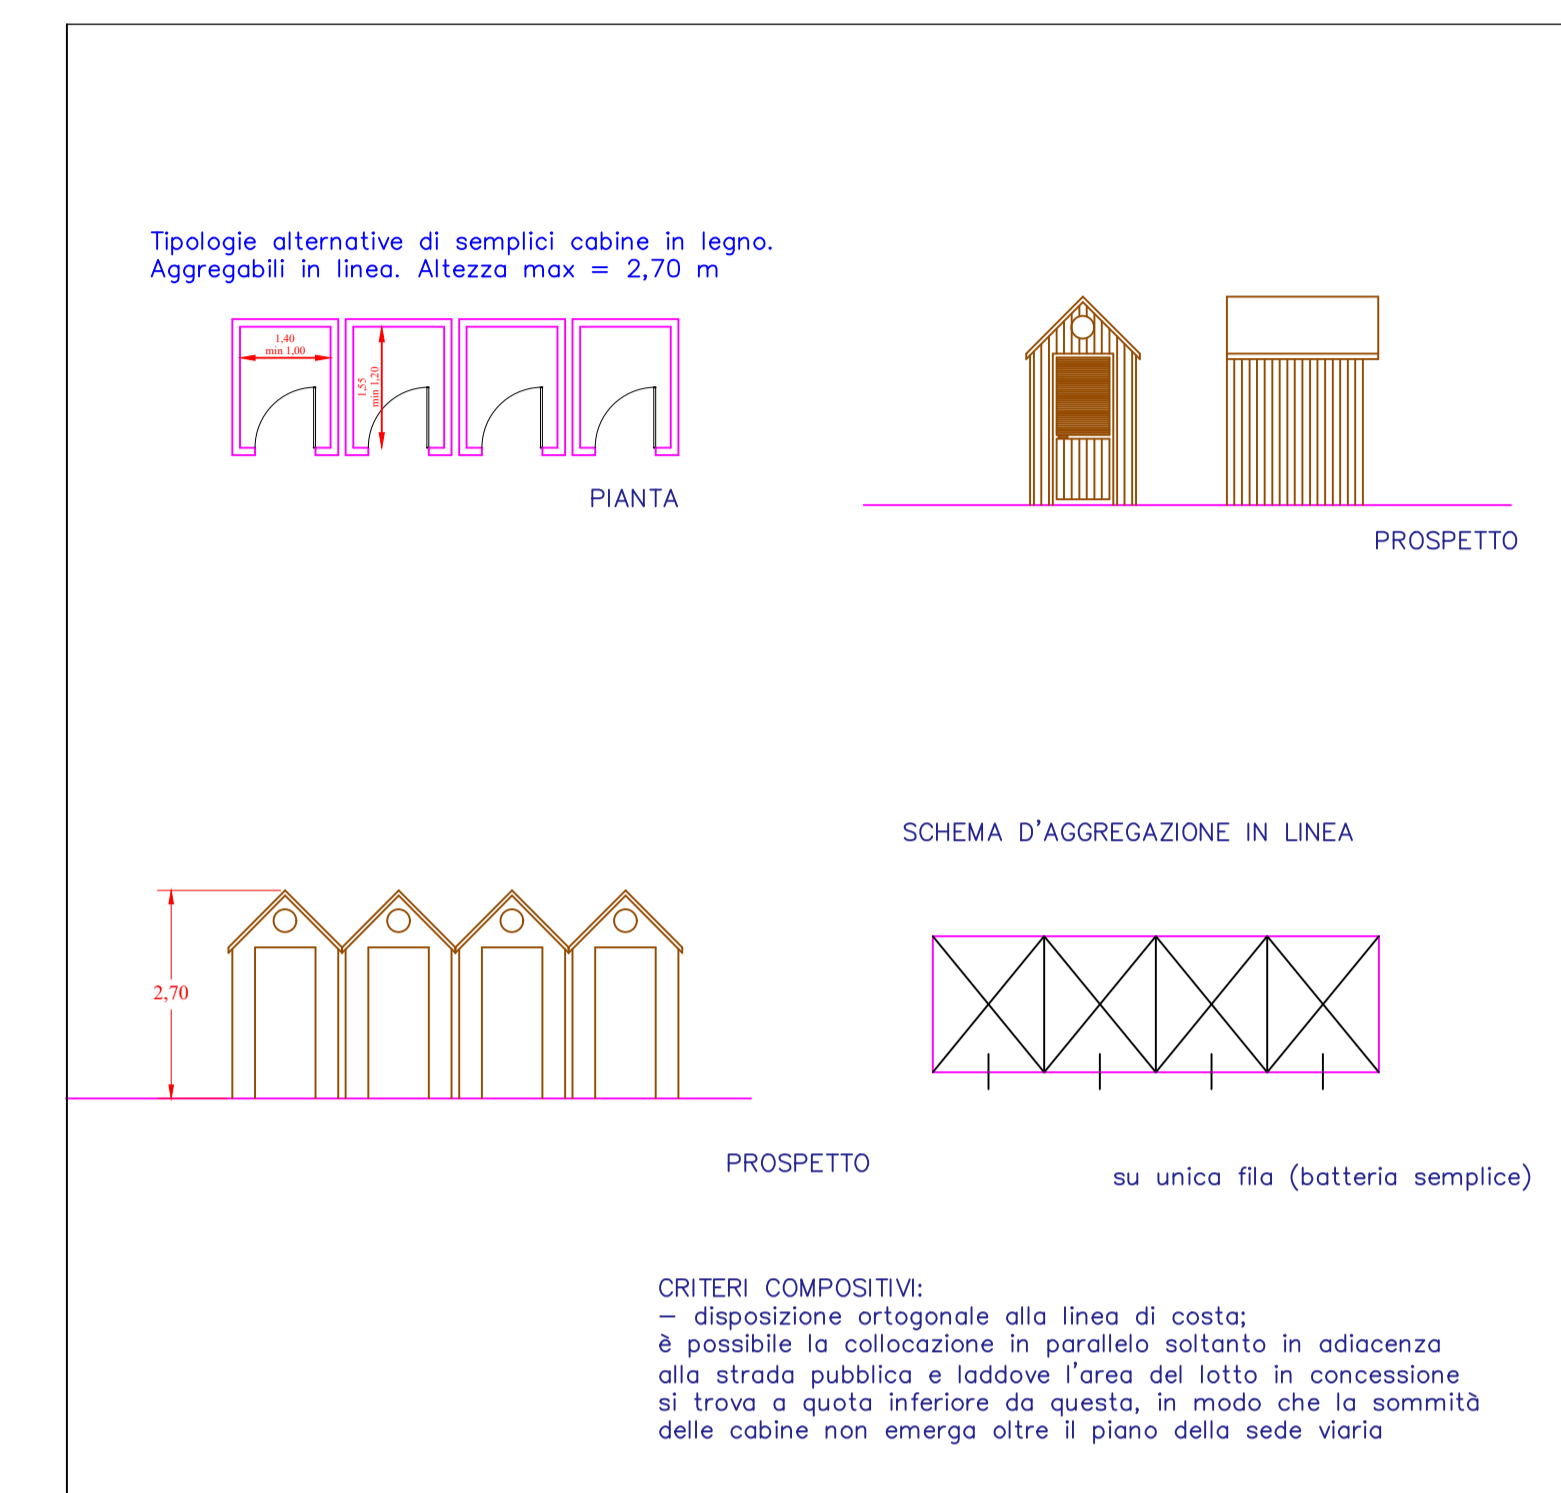 Tipologie alternative di semplici cabine in legno.
Aggregabili in linea. Altezza max = 2,70 m
1,40
min 1,00
1,55
min 1,20
PIANTA
PROSPETTO
SCHEMA D'AGGREGAZIONE IN LINEA
2,70
PROSPETTO
su unica fila (batteria semplice)
CRITERI COMPOSITIVI:
– disposizione ortogonale alla linea di costa;
è possibile la collocazione in parallelo soltanto in adiacenza
alla strada pubblica e laddove l'area del lotto in concessione
si trova a quota inferiore da questa, in modo che la sommità
delle cabine non emerga oltre il piano della sede viaria